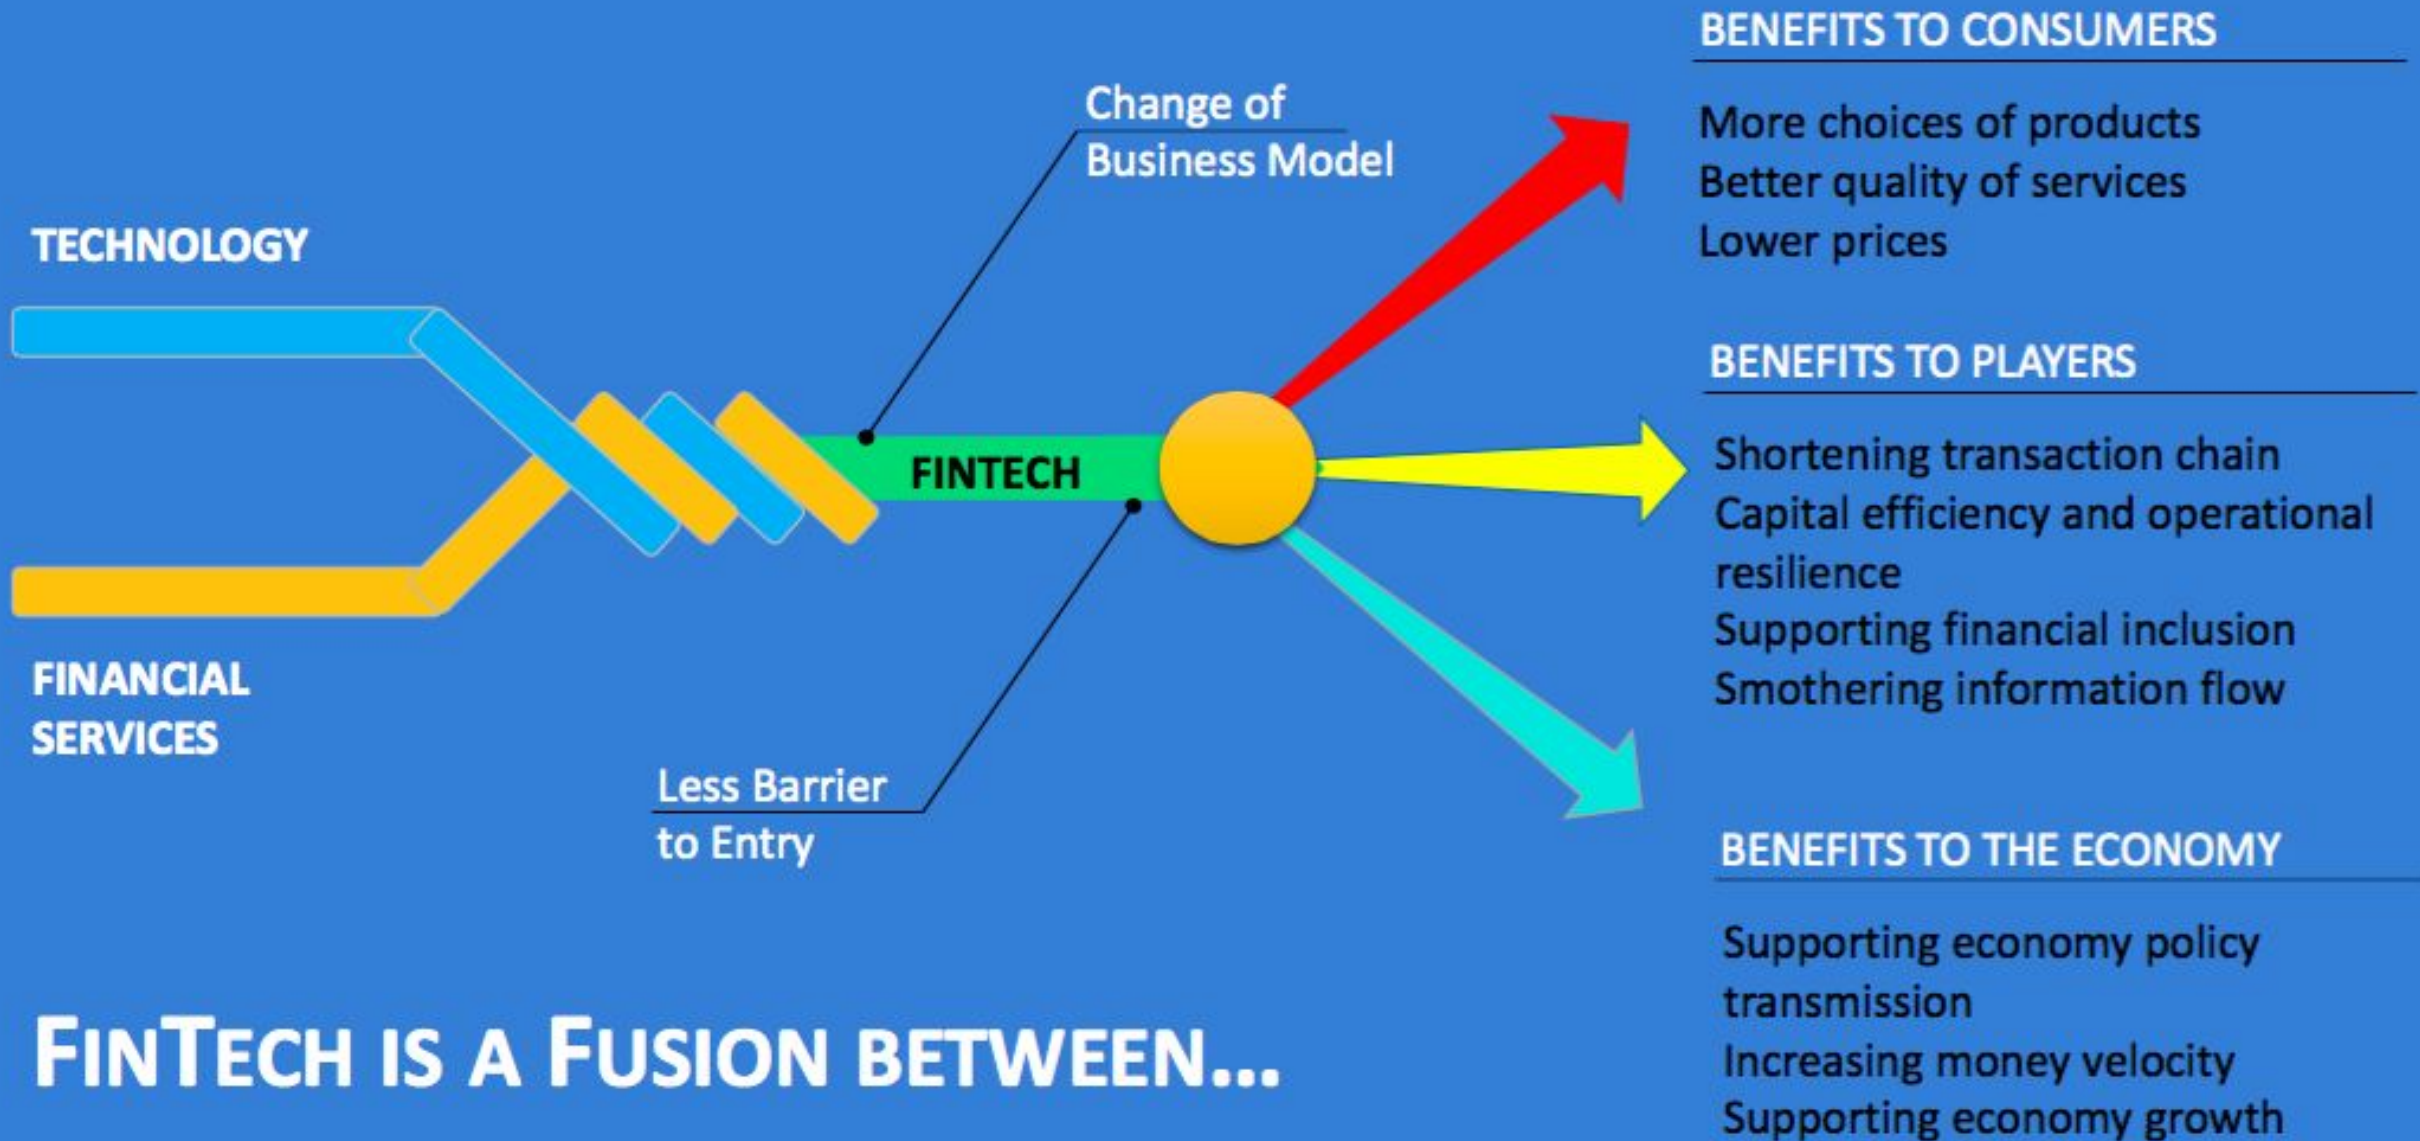 TECHNOLOGY
FINANCIAL
SERVICES
Change of
Business Model
FINTECH
Less Barrier
to Entry
BENEFITS TO CONSUMERS
More choices of products
Better quality of services
Lower prices
BENEFITS TO PLAYERS
Shortening transaction chain
Capital efficiency and operational
resilience
Supporting financial inclusion
Smothering information flow
BENEFITS TO THE ECONOMY
Supporting economy policy
transmission
Increasing money velocity
Supporting economy growth
FINTECH IS A FUSION BETWEEN...